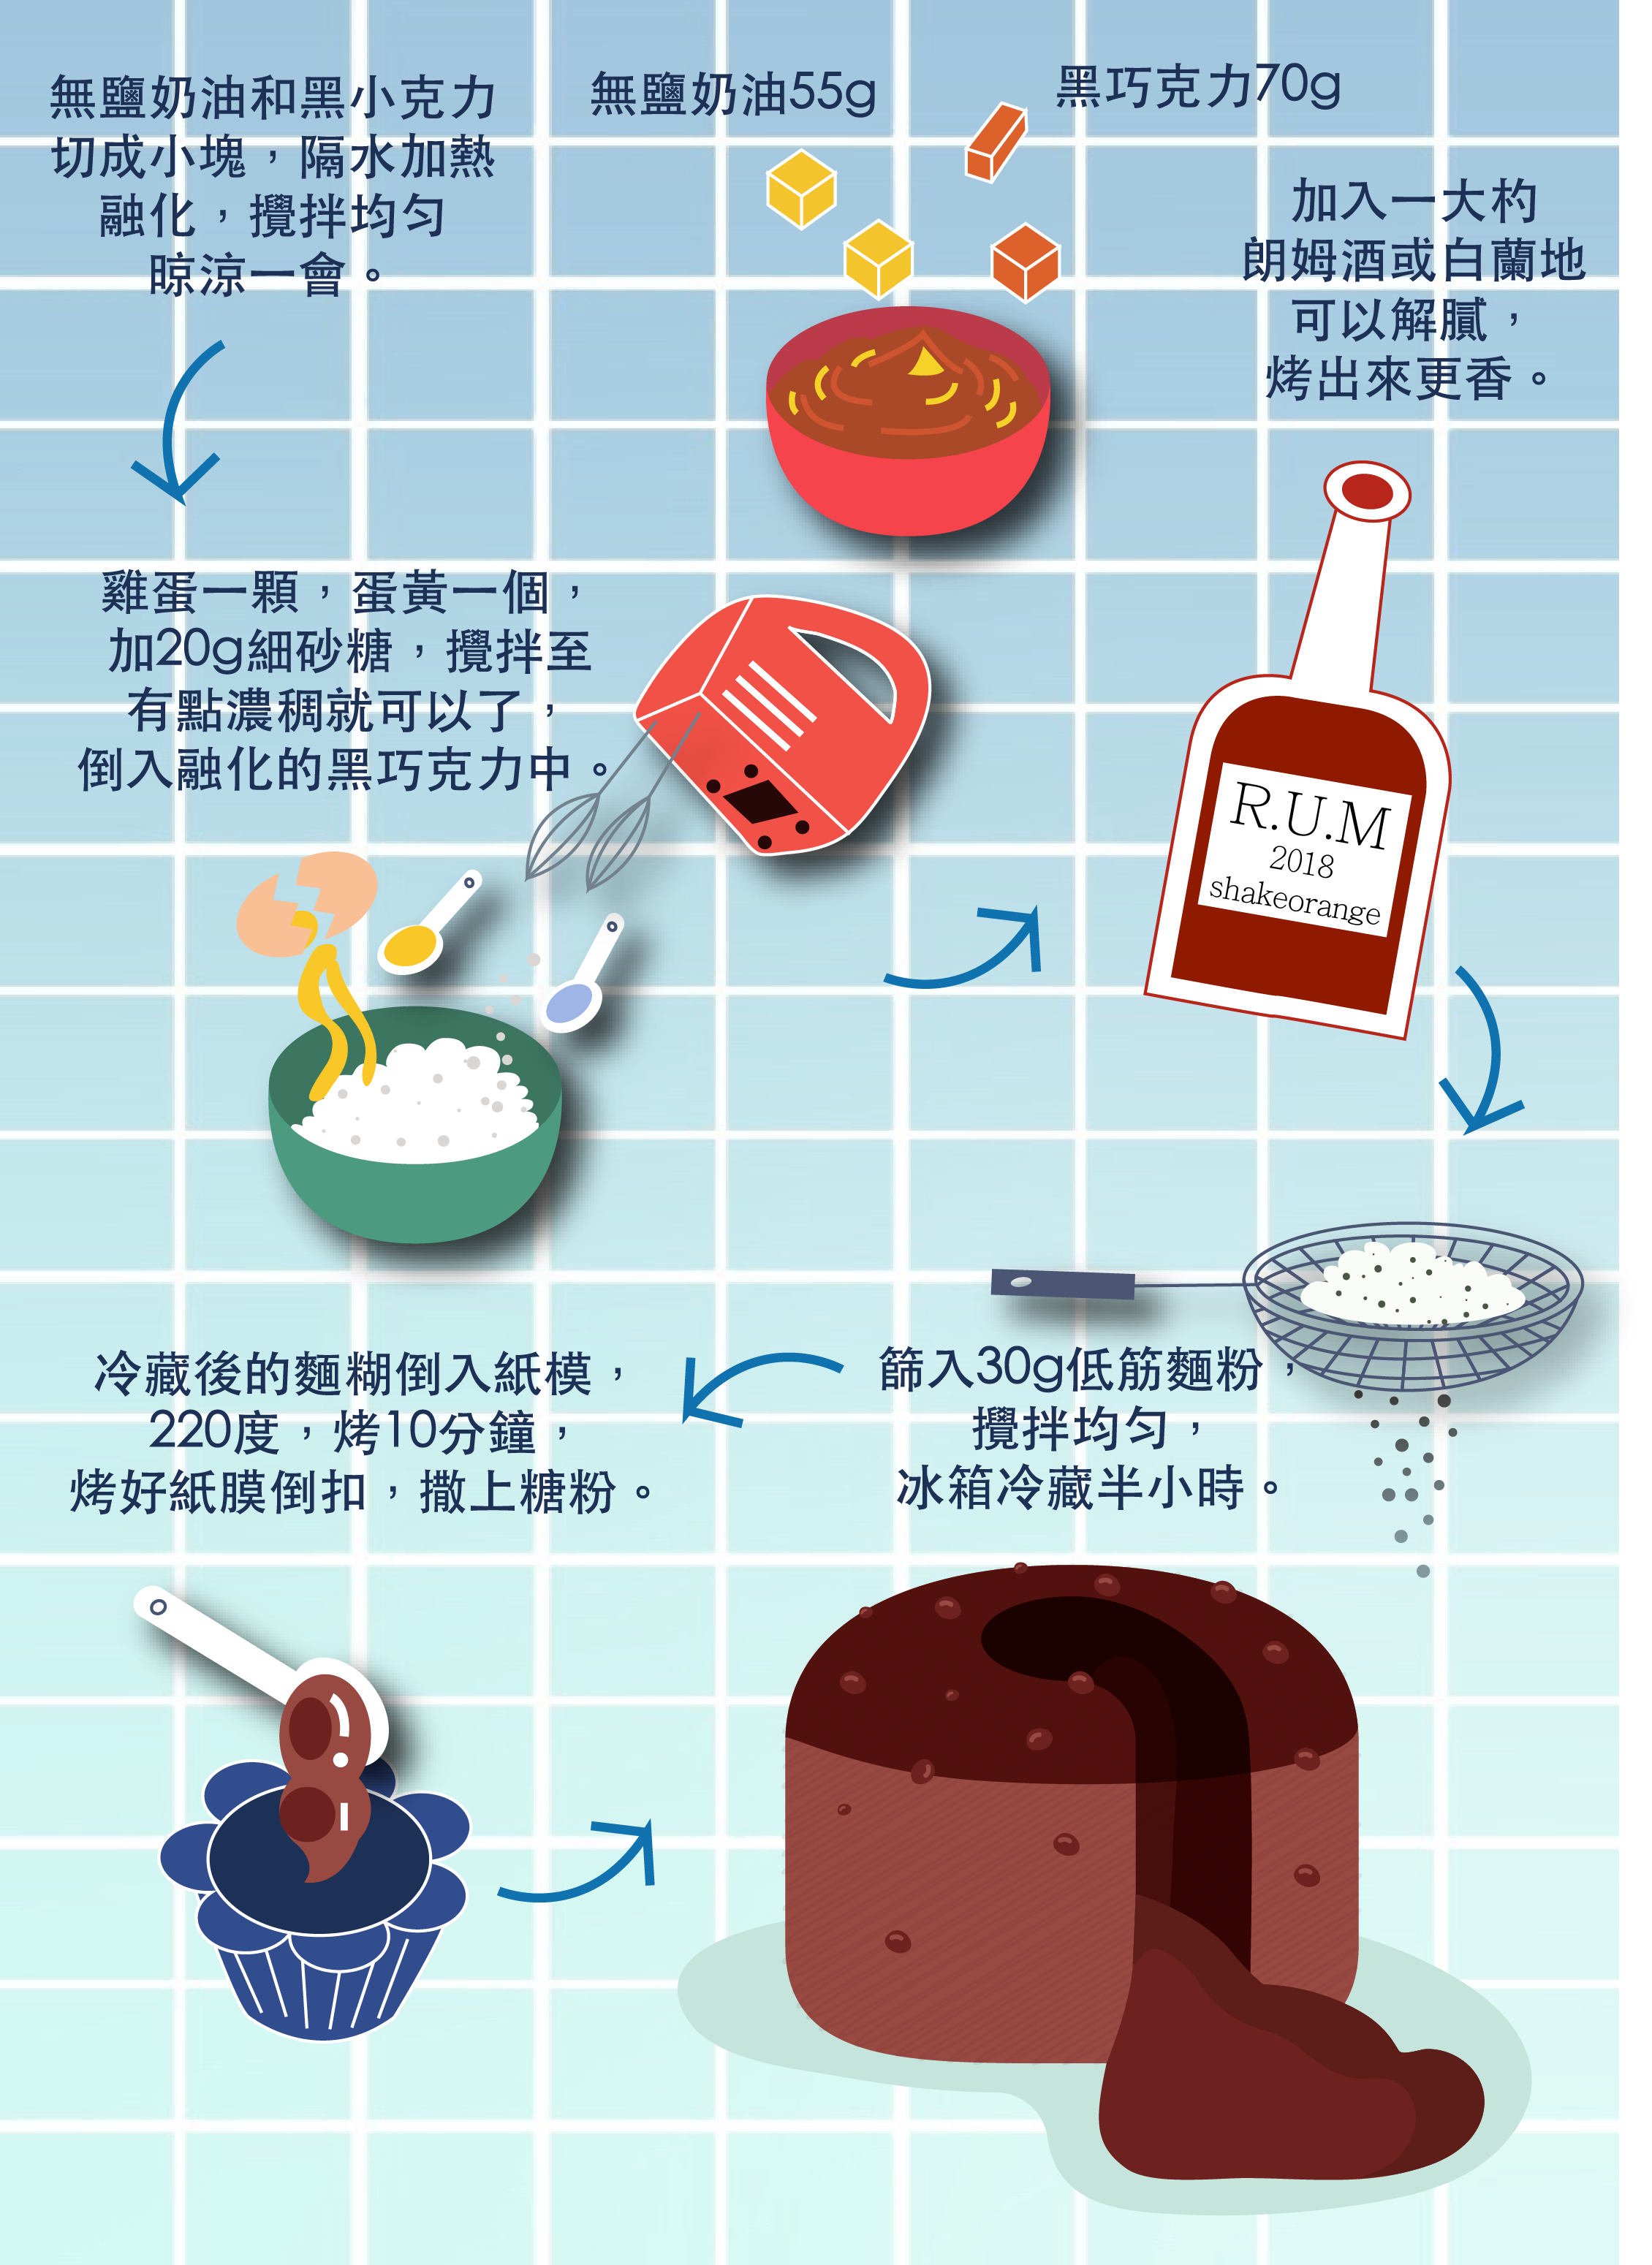 無鹽奶油和黑小克力
切成小塊，隔水加熱
融化，攪拌均匀
晾涼一會。
無鹽奶油55g
黑巧克力70g
加入一大杓
朗姆酒或白蘭地
可以解膩，
烤出來更香。
雞蛋一顆，蛋黃一個，
加20g細砂糖，攪拌至
有點濃稠就可以了，
倒入融化的黑巧克力中。
R.U.M
2018
shakeorange
篩入30g低筋麵粉，
攪拌均匀，
冰箱冷藏半小時。
冷藏後的麵糊倒入紙模，
220度，烤10分鐘，
烤好紙膜倒扣，撒上糖粉。